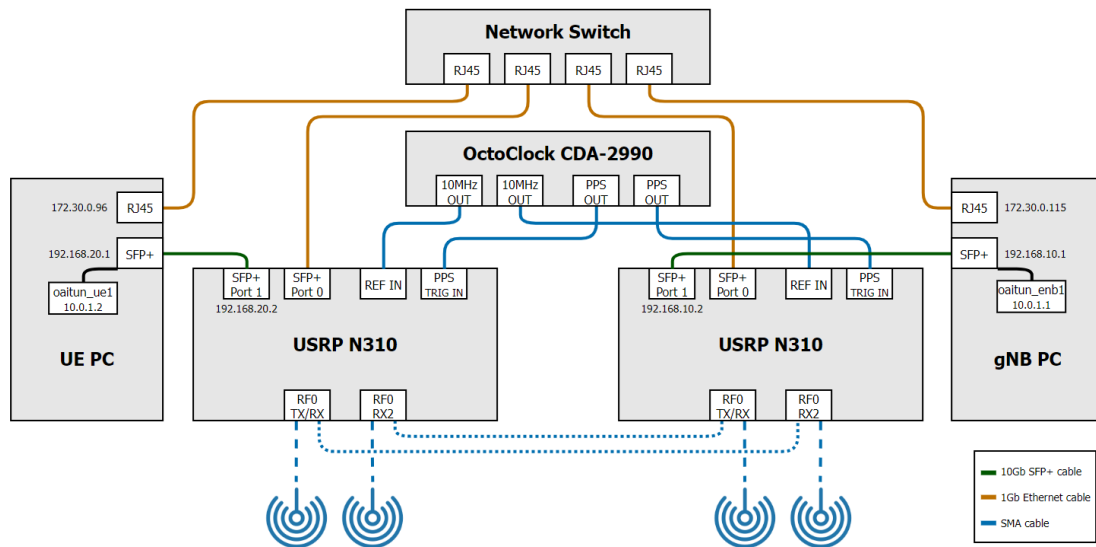 Network Switch
RJ45
RJ45
RJ45
RJ45
OctoClock CDA-2990
10MHz
OUT
10MHz
OUT
PPS
OUT
PPS
OUT
172.30.0.96
RJ45
192.168.20.1
SFP+
oaitun_ue1
10.0.1.2
UE PC
SFP+
Port 1
SFP+
Port 0
REF IN
PPS
TRIG IN
192.168.20.2
USRP N310
RF0
TX/RX
RF0
RX2
SFP+
Port 1
SFP+
Port 0
REF IN
PPS
TRIG IN
192.168.10.2
USRP N310
RF0
TX/RX
RF0
RX2
RJ45
172.30.0.115
SFP+
192.168.10.1
oaitun_enb1
10.0.1.1
gNB PC
10Gb SFP+ cable
1Gb Ethernet cable
SMA cable